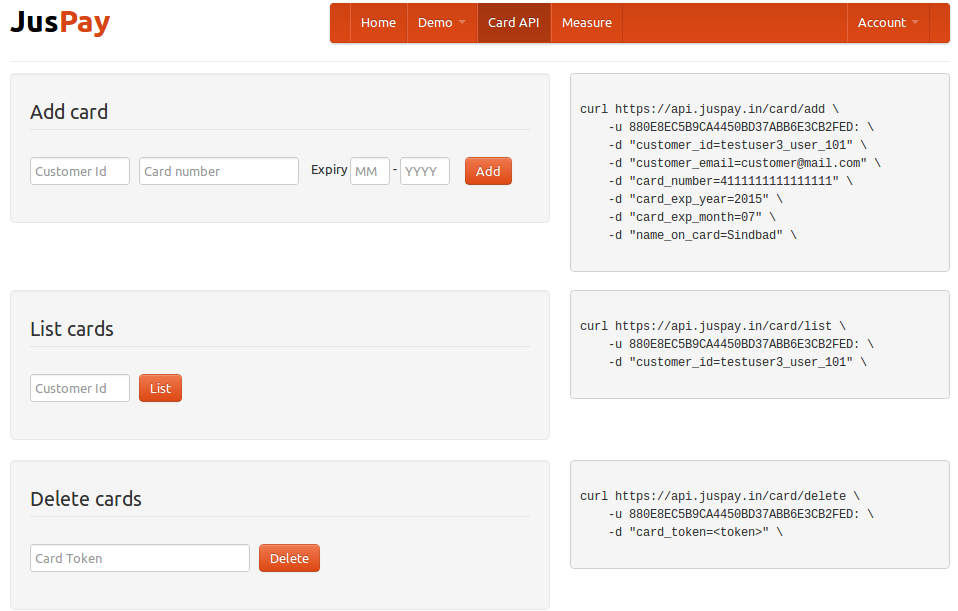 JusPay
Home Demo Card API Measure Account
Add card
Customer Id Card number Expiry MM - YYYY Add
curl https://api.juspay.in/card/add \
-u 880E8EC5B9CA4450BD37ABB6E3CB2FED: \
-d "customer_id=testuser3_user_101" \
-d "customer_email=customer@mail.com" \
-d "card_number=4111111111111111" \
-d "card_exp_year=2015" \
-d "card_exp_month=07" \
-d "name_on_card=Sindbad" \
List cards
Customer Id List
curl https://api.juspay.in/card/list \
-u 880E8EC5B9CA4450BD37ABB6E3CB2FED: \
-d "customer_id=testuser3_user_101" \
Delete cards
Card Token Delete
curl https://api.juspay.in/card/delete \
-u 880E8EC5B9CA4450BD37ABB6E3CB2FED: \
-d "card_token=<token>" \